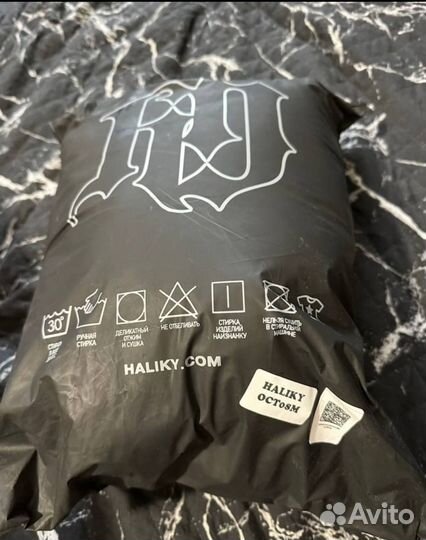 30°
РУЧНАЯ
СТИРКА
ДЕЛИКАТНЫЙ
ОТЖИМ
И СУШКА
НЕ ОТБЕЛИВАТЬ
СТИРКА
ИЗДЕЛИЙ
НАИЗНАНКУ
НЕЛЬЗЯ СУШИТЬ
В СТИРАЛЬНОЙ
МАШИНЕ
HALIKY.COM
HALIKY
OCT08M
Avito